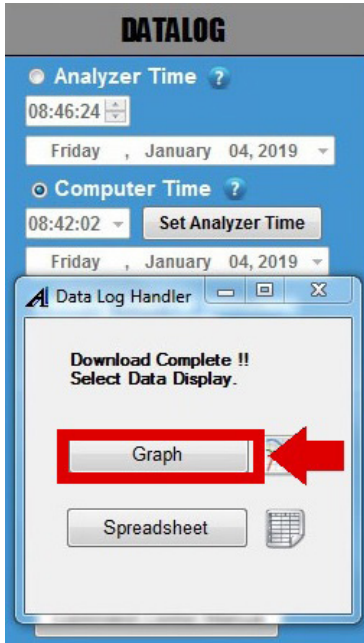 DATALOG
Analyzer Time ?
08:46:24
Friday , January 04, 2019
Computer Time ?
08:42:02 Set Analyzer Time
Friday , January 04, 2019
Data Log Handler
Download Complete !!
Select Data Display.
Graph
Spreadsheet